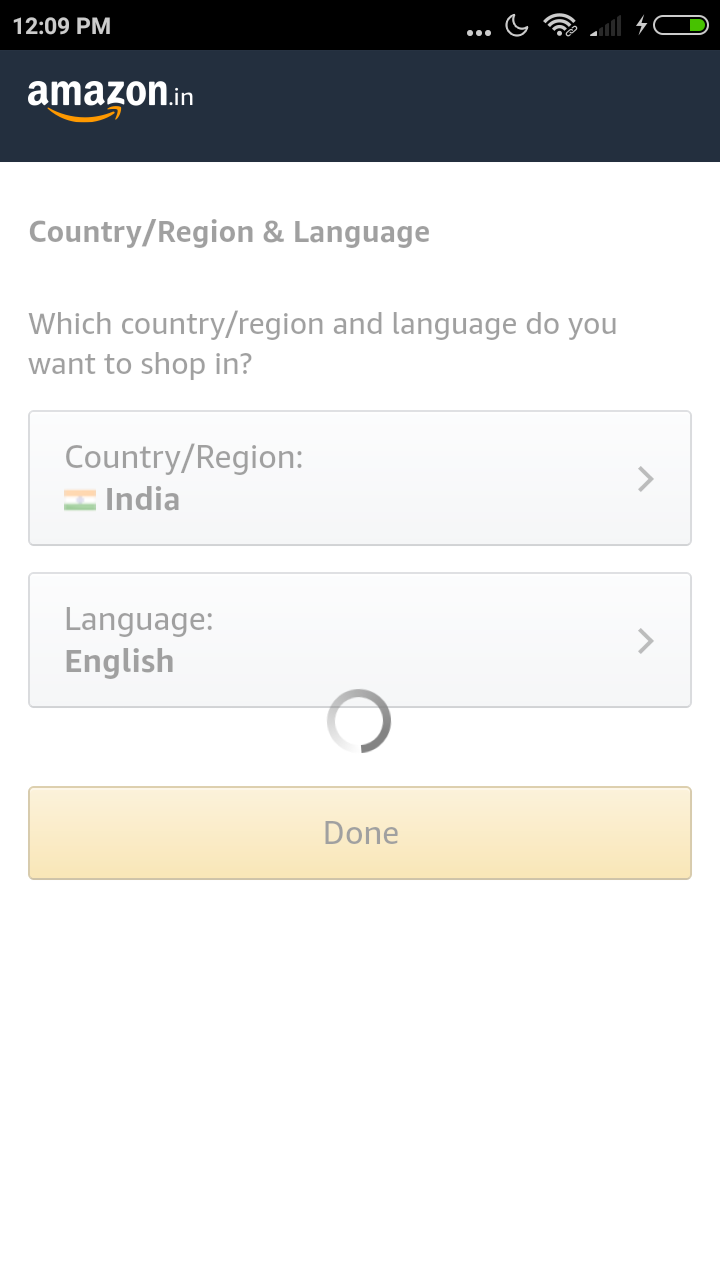 12:09 PM
amazon.in
Country/Region & Language
Which country/region and language do you
want to shop in?
Country/Region:
India
Language:
English
Done